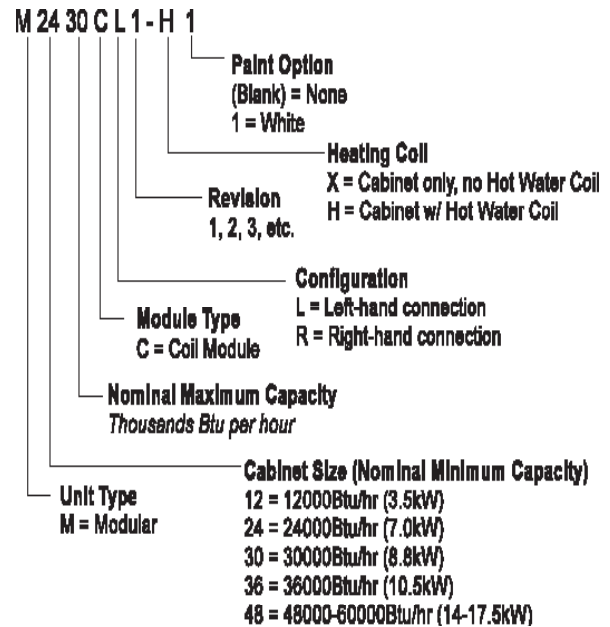 M 24 30 C L 1 - H 1
Paint Option
(Blank) = None
1 = White
Heating Coil
X = Cabinet only, no Hot Water Coil
H = Cabinet w/ Hot Water Coil
Revision
1, 2, 3, etc.
Configuration
L = Left-hand connection
R = Right-hand connection
Module Type
C = Coil Module
Nominal Maximum Capacity
Thousands Btu per hour
Cabinet Size (Nominal Minimum Capacity)
12 = 12000Btu/hr (3.5kW)
24 = 24000Btu/hr (7.0kW)
30 = 30000Btu/hr (8.8kW)
36 = 36000Btu/hr (10.5kW)
48 = 48000-60000Btu/hr (14-17.5kW)
Unit Type
M = Modular